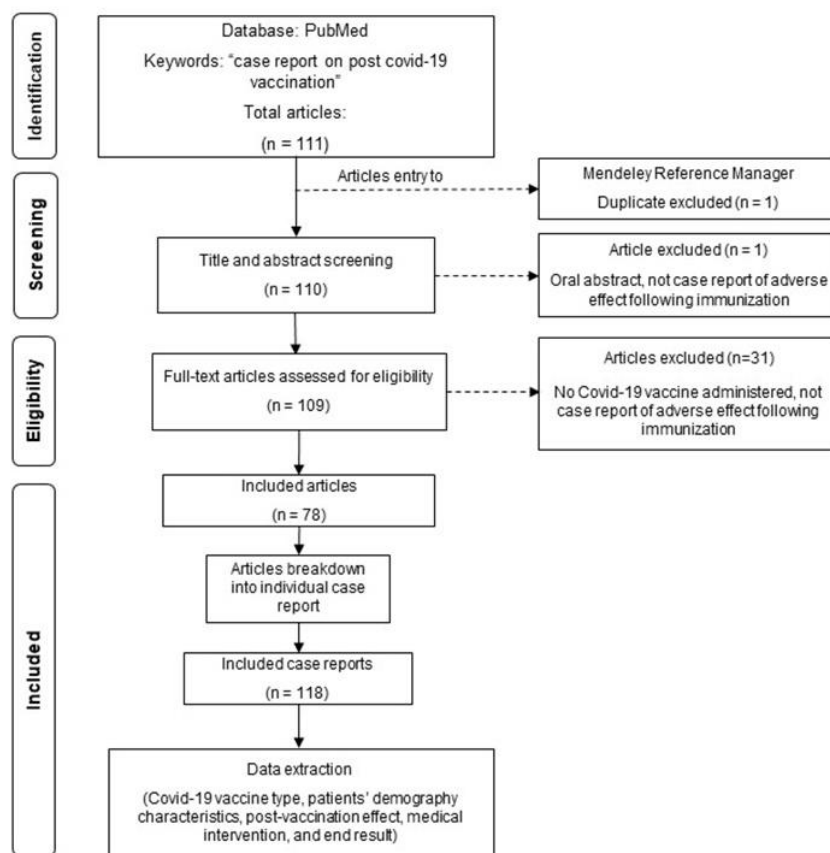 Identification
Database: PubMed
Keywords: “case report on post covid-19
vaccination”
Total articles:
(n = 111)
Articles entry to
Mendeley Reference Manager
Duplicate excluded (n = 1)
Screening
Title and abstract screening
(n = 110)
Article excluded (n = 1)
Oral abstract, not case report of adverse
effect following immunization
Eligibility
Full-text articles assessed for eligibility
(n = 109)
Articles excluded (n=31)
No Covid-19 vaccine administered, not
case report of adverse effect following
immunization
Included
Included articles
(n = 78)
Articles breakdown
into individual case
report
Included case reports
(n = 118)
Data extraction
(Covid-19 vaccine type, patients’ demography
characteristics, post-vaccination effect, medical
intervention, and end result)